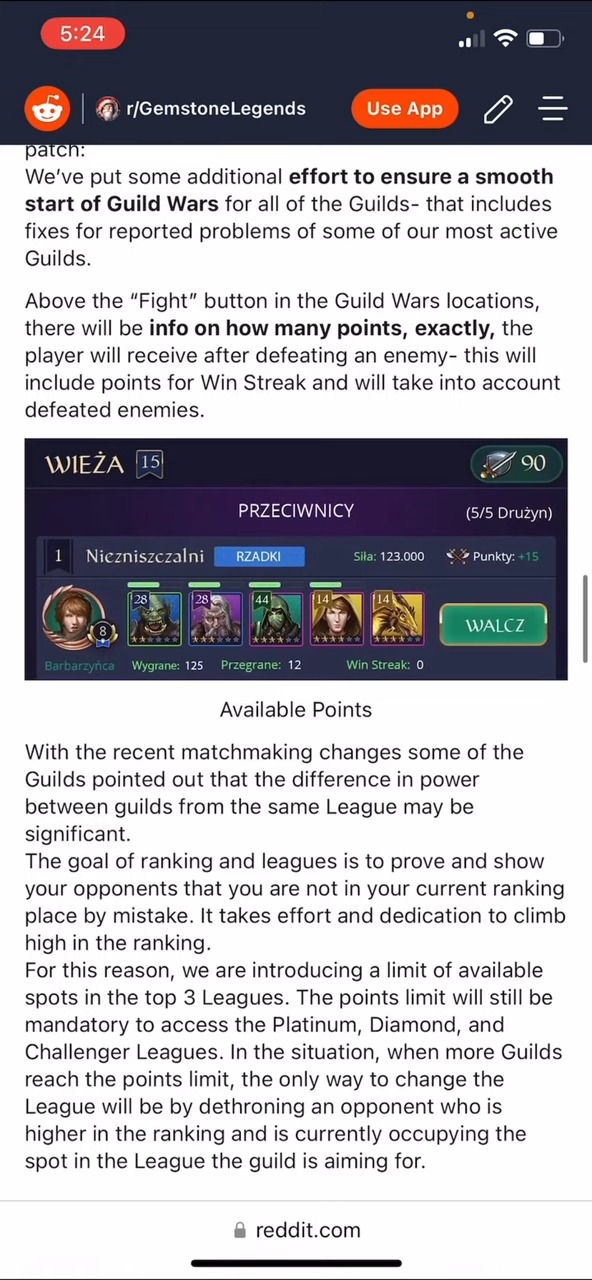 5:24
r/GemstoneLegends
Use App
patch:
We’ve put some additional effort to ensure a smooth
start of Guild Wars for all of the Guilds- that includes
fixes for reported problems of some of our most active
Guilds.
Above the “Fight” button in the Guild Wars locations,
there will be info on how many points, exactly, the
player will receive after defeating an enemy- this will
include points for Win Streak and will take into account
defeated enemies.
WIEŻA 15
90
PRZECIWNICY
(5/5 Drużyn)
1 Niezniszczalni RZADKI Siła: 123.000 Punkty: +15
28 28 44 14 14
8
WALCZ
Barbarzyńca Wygrane: 125 Przegrane: 12 Win Streak: 0
Available Points
With the recent matchmaking changes some of the
Guilds pointed out that the difference in power
between guilds from the same League may be
significant.
The goal of ranking and leagues is to prove and show
your opponents that you are not in your current ranking
place by mistake. It takes effort and dedication to climb
high in the ranking.
For this reason, we are introducing a limit of available
spots in the top 3 Leagues. The points limit will still be
mandatory to access the Platinum, Diamond, and
Challenger Leagues. In the situation, when more Guilds
reach the points limit, the only way to change the
League will be by dethroning an opponent who is
higher in the ranking and is currently occupying the
spot in the League the guild is aiming for.
reddit.com